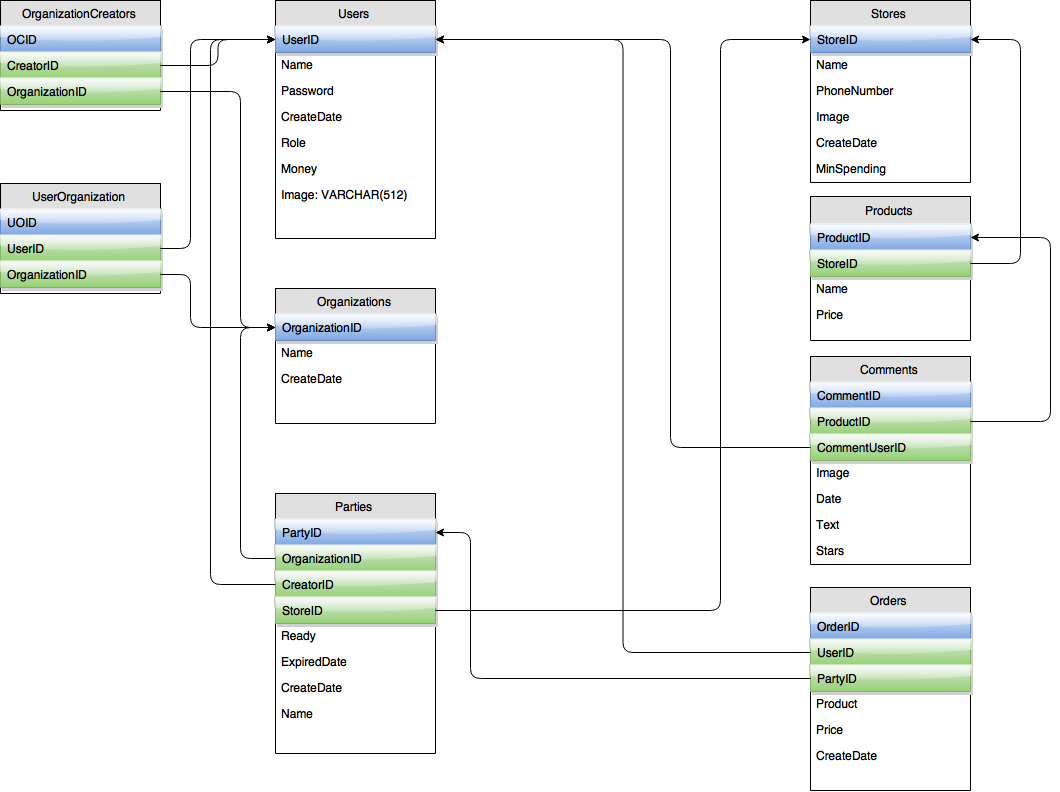 OrganizationCreators
OCID
CreatorID
OrganizationID
UserOrganization
UOID
UserID
OrganizationID
Users
UserID
Name
Password
CreateDate
Role
Money
Image: VARCHAR(512)
Organizations
OrganizationID
Name
CreateDate
Parties
PartyID
OrganizationID
CreatorID
StoreID
Ready
ExpiredDate
CreateDate
Name
Stores
StoreID
Name
PhoneNumber
Image
CreateDate
MinSpending
Products
ProductID
StoreID
Name
Price
Comments
CommentID
ProductID
CommentUserID
Image
Date
Text
Stars
Orders
OrderID
UserID
PartyID
Product
Price
CreateDate